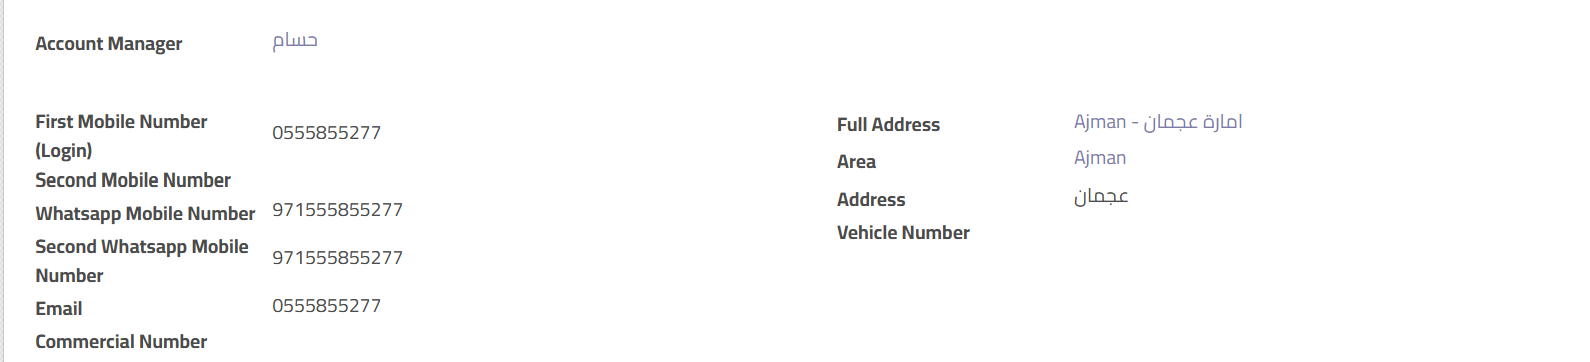 Account Manager حسام
First Mobile Number (Login) 0555855277
Second Mobile Number
Whatsapp Mobile Number 971555855277
Second Whatsapp Mobile Number 971555855277
Email 0555855277
Commercial Number
Full Address Ajman - امارة عجمان
Area Ajman
Address عجمان
Vehicle Number